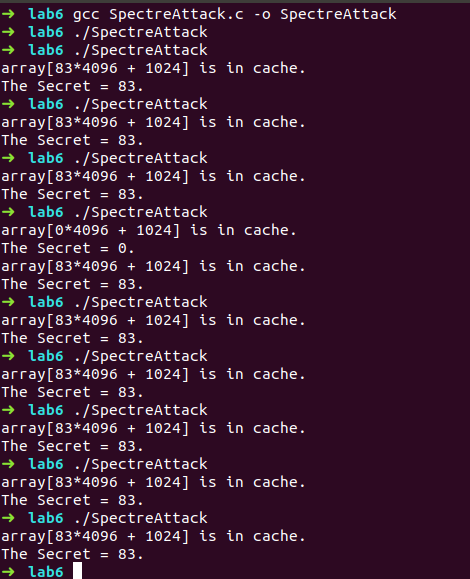 ➜ lab6 gcc SpectreAttack.c -o SpectreAttack
➜ lab6 ./SpectreAttack
➜ lab6 ./SpectreAttack
array[83*4096 + 1024] is in cache.
The Secret = 83.
➜ lab6 ./SpectreAttack
array[83*4096 + 1024] is in cache.
The Secret = 83.
➜ lab6 ./SpectreAttack
array[83*4096 + 1024] is in cache.
The Secret = 83.
➜ lab6 ./SpectreAttack
array[0*4096 + 1024] is in cache.
The Secret = 0.
array[83*4096 + 1024] is in cache.
The Secret = 83.
➜ lab6 ./SpectreAttack
array[83*4096 + 1024] is in cache.
The Secret = 83.
➜ lab6 ./SpectreAttack
array[83*4096 + 1024] is in cache.
The Secret = 83.
➜ lab6 ./SpectreAttack
array[83*4096 + 1024] is in cache.
The Secret = 83.
➜ lab6 ./SpectreAttack
array[83*4096 + 1024] is in cache.
The Secret = 83.
➜ lab6 ./SpectreAttack
array[83*4096 + 1024] is in cache.
The Secret = 83.
➜ lab6